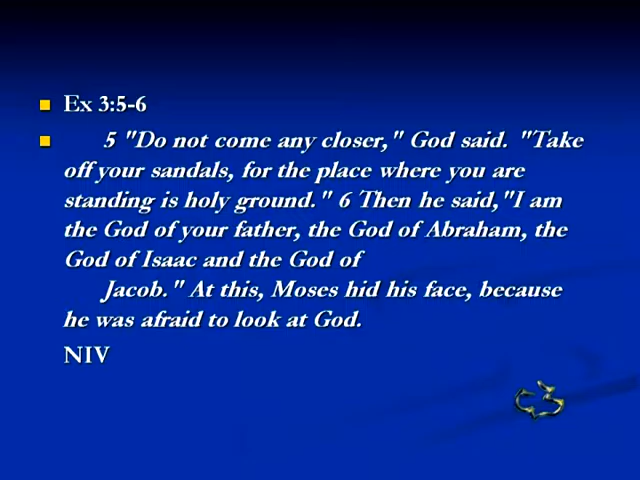 Ex 3:5-6
5 "Do not come any closer," God said. "Take
off your sandals, for the place where you are
standing is holy ground." 6 Then he said,"I am
the God of your father, the God of Abraham, the
God of Isaac and the God of
Jacob." At this, Moses hid his face, because
he was afraid to look at God.
NIV